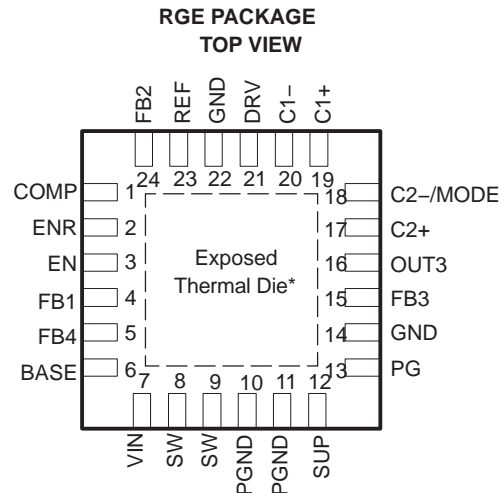 RGE PACKAGE
TOP VIEW
FB2
REF
GND
DRV
C1–
C1+
24 23 22 21 20 19
COMP 1
ENR 2
EN 3
FB1 4
FB4 5
BASE 6
Exposed
Thermal Die*
18 C2–/MODE
17 C2+
16 OUT3
15 FB3
14 GND
13 PG
7 8 9 10 11 12
VIN
SW
SW
PGND
PGND
SUP